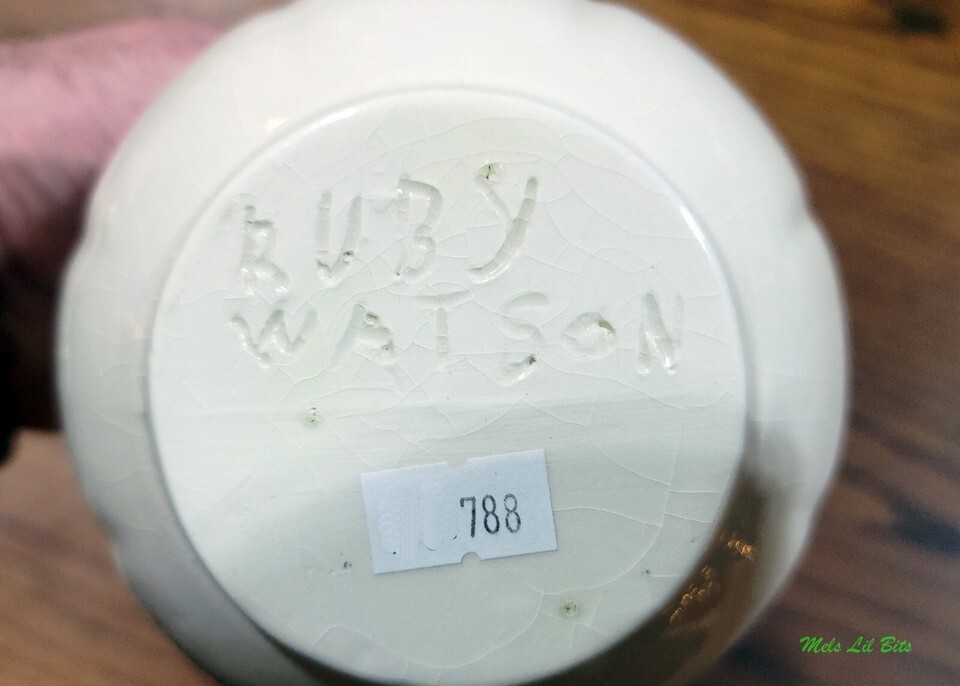 RUBY
WATSON
788
Mels Lil Bits